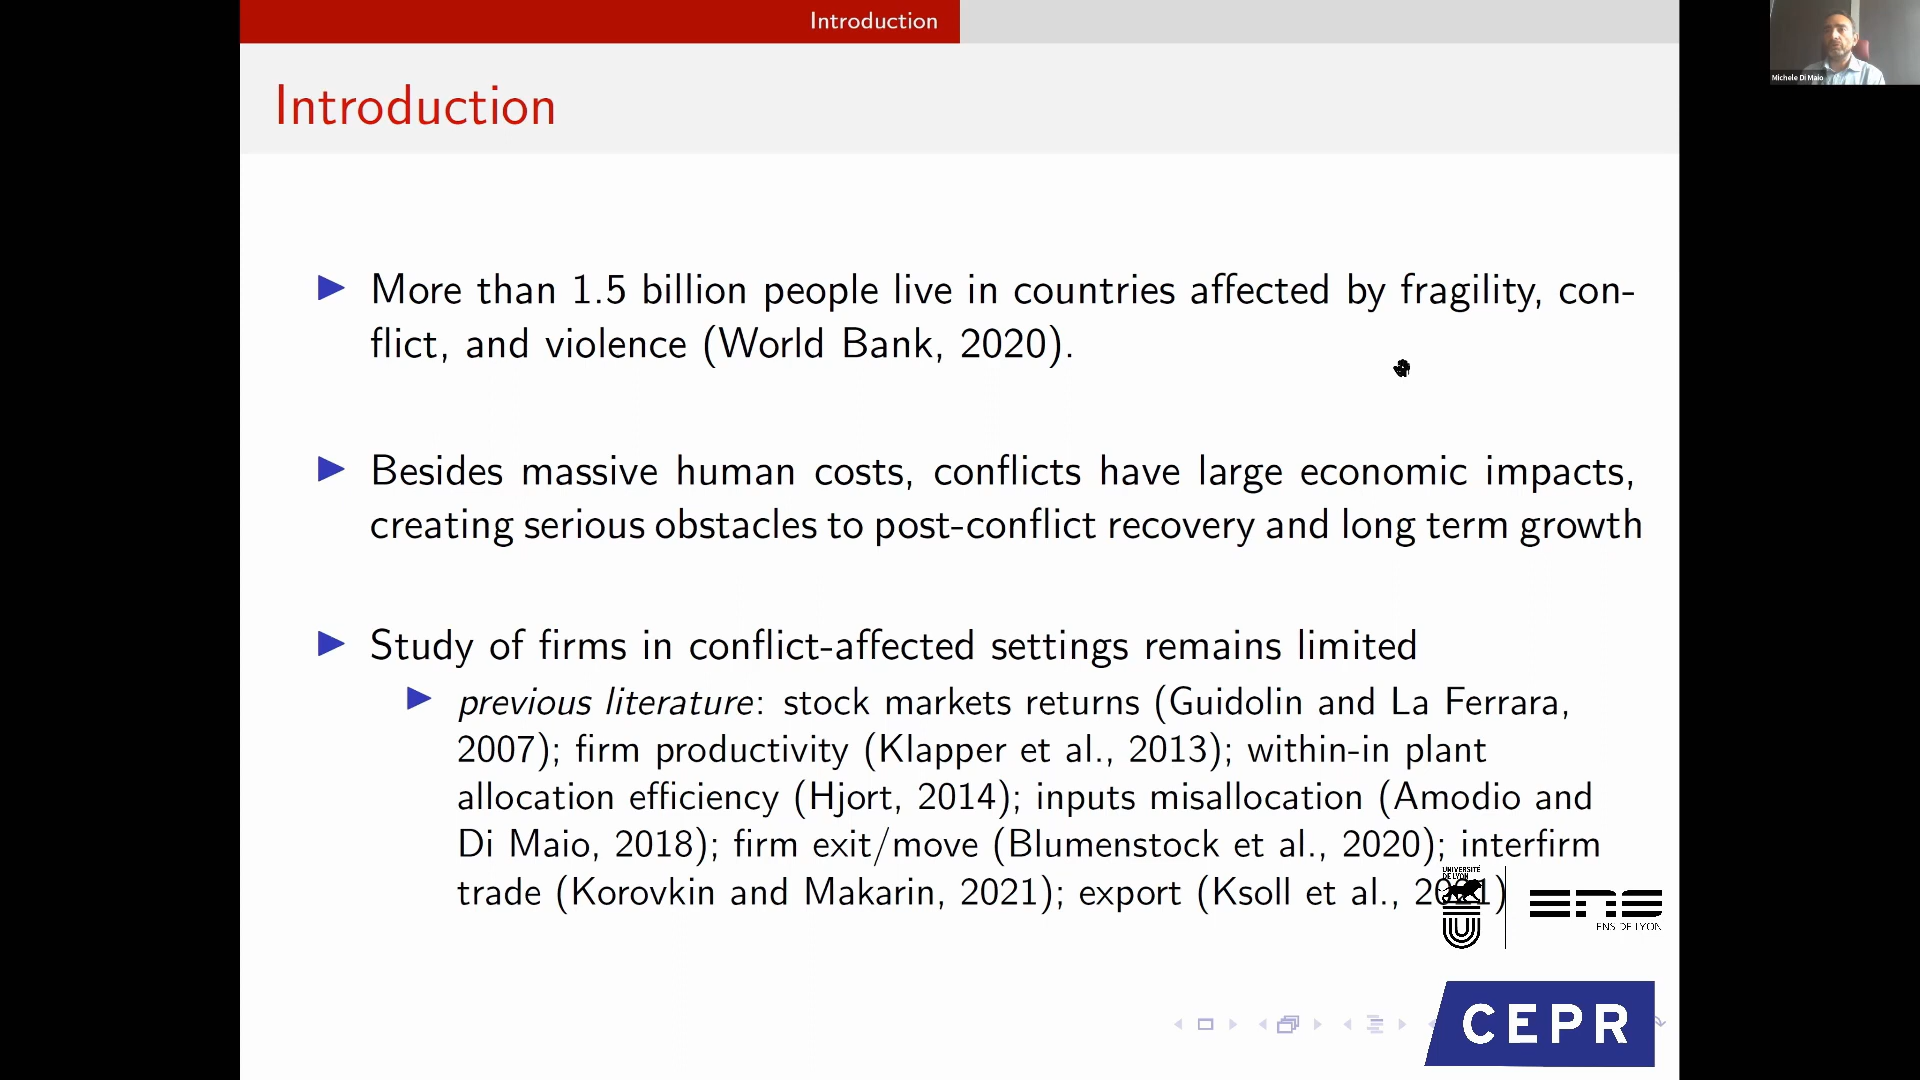 Introduction
Michele Di Maio
Introduction
More than 1.5 billion people live in countries affected by fragility, con-
flict, and violence (World Bank, 2020).
Besides massive human costs, conflicts have large economic impacts,
creating serious obstacles to post-conflict recovery and long term growth
Study of firms in conflict-affected settings remains limited
previous literature: stock markets returns (Guidolin and La Ferrara,
2007); firm productivity (Klapper et al., 2013); within-in plant
allocation efficiency (Hjort, 2014); inputs misallocation (Amodio and
Di Maio, 2018); firm exit/move (Blumenstock et al., 2020); interfirm
trade (Korovkin and Makarin, 2021); export (Ksoll et al., 2021)
UNIVERSITÉ
DE LYON
ENS
ENS DE LYON
CEPR